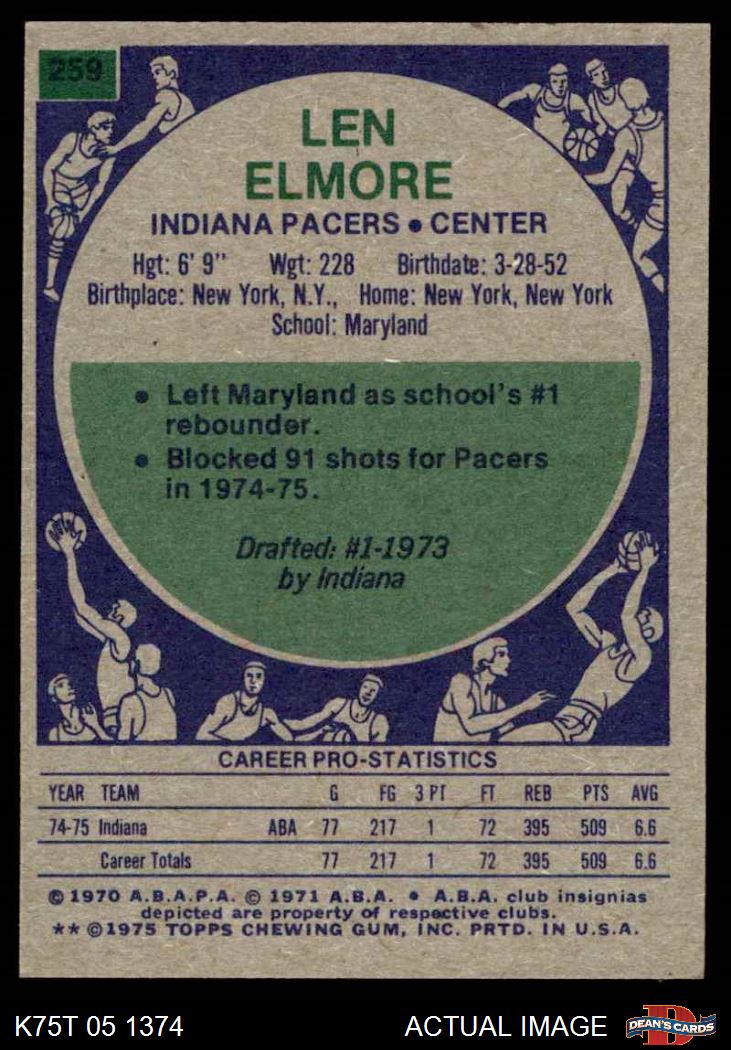 259
LEN
ELMORE
INDIANA PACERS • CENTER
Hgt: 6' 9" Wgt: 228 Birthdate: 3-28-52
Birthplace: New York, N.Y., Home: New York, New York
School: Maryland
• Left Maryland as school's #1
rebounder.
• Blocked 91 shots for Pacers
in 1974-75.
Drafted: #1-1973
by Indiana
CAREER PRO-STATISTICS
YEAR TEAM G FG 3 PT FT REB PTS AVG
74-75 Indiana ABA 77 217 1 72 395 509 6.6
Career Totals 77 217 1 72 395 509 6.6
© 1970 A.B.A.P.A. © 1971 A.B.A. • A.B.A. club insignias
depicted are property of respective clubs.
** ©1975 TOPPS CHEWING GUM, INC. PRTD. IN U.S.A.
K75T 05 1374 ACTUAL IMAGE DEAN'S CARDS